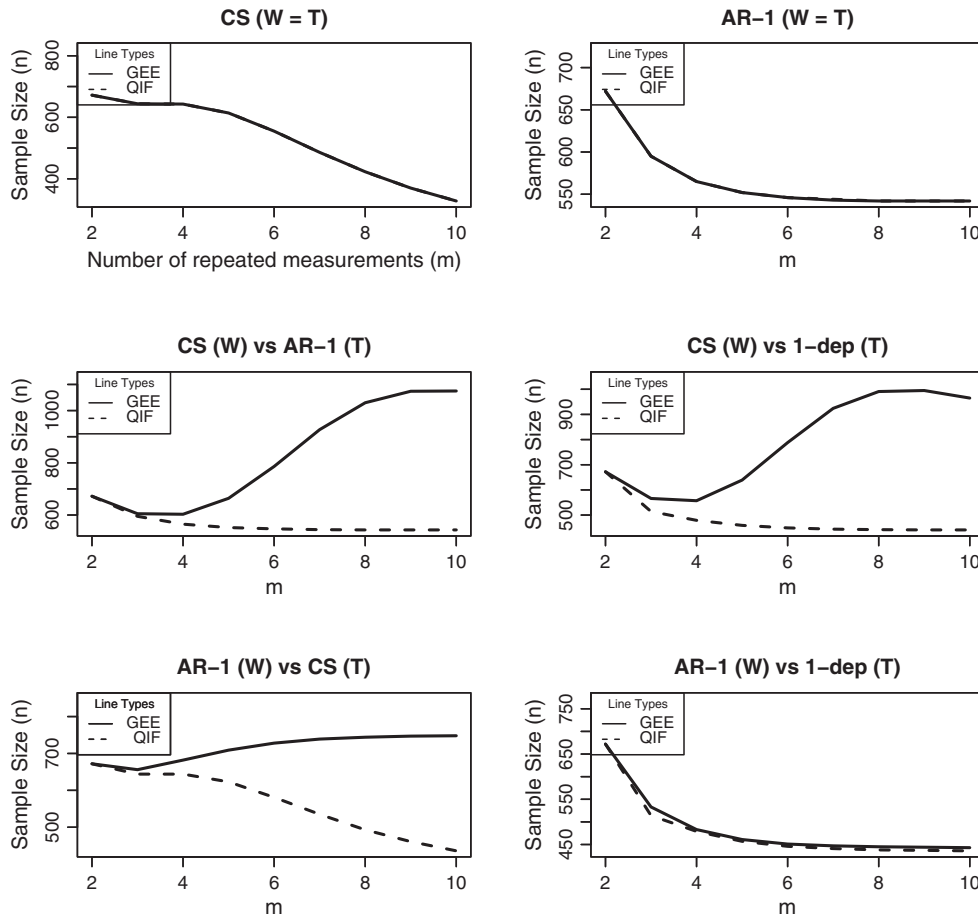 CS (W = T)
Sample Size (n)
800
600
400
Line Types
GEE
QIF
2 4 6 8 10
Number of repeated measurements (m)
AR−1 (W = T)
Sample Size (n)
700
650
600
550
Line Types
GEE
QIF
2 4 6 8 10
m
CS (W) vs AR−1 (T)
Sample Size (n)
1000
800
600
Line Types
GEE
QIF
2 4 6 8 10
m
CS (W) vs 1−dep (T)
Sample Size (n)
900
700
500
Line Types
GEE
QIF
2 4 6 8 10
m
AR−1 (W) vs CS (T)
Sample Size (n)
700
500
Line Types
GEE
QIF
2 4 6 8 10
m
AR−1 (W) vs 1−dep (T)
Sample Size (n)
750
650
550
450
Line Types
GEE
QIF
2 4 6 8 10
m